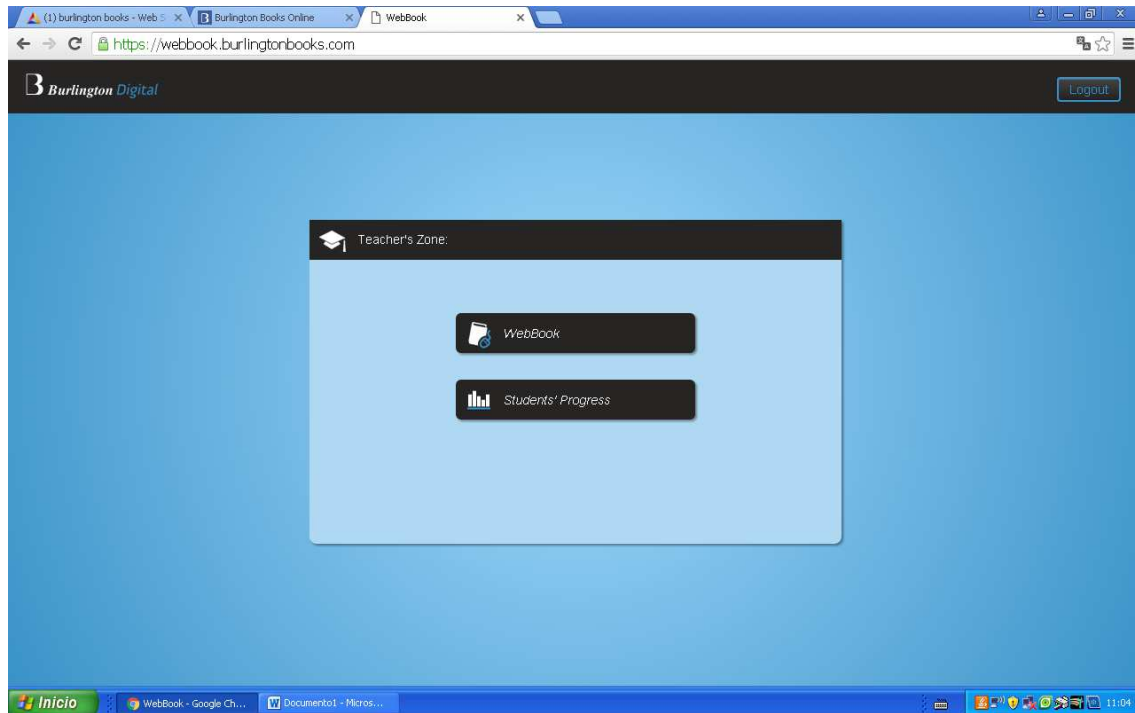 (1) burlington books - Web S
Burlington Books Online
WebBook
https://webbook.burlingtonbooks.com
B Burlington Digital
Logout
Teacher's Zone:
WebBook
Students' Progress
Inicio
WebBook - Google Ch...
Documento1 - Micros...
11:04